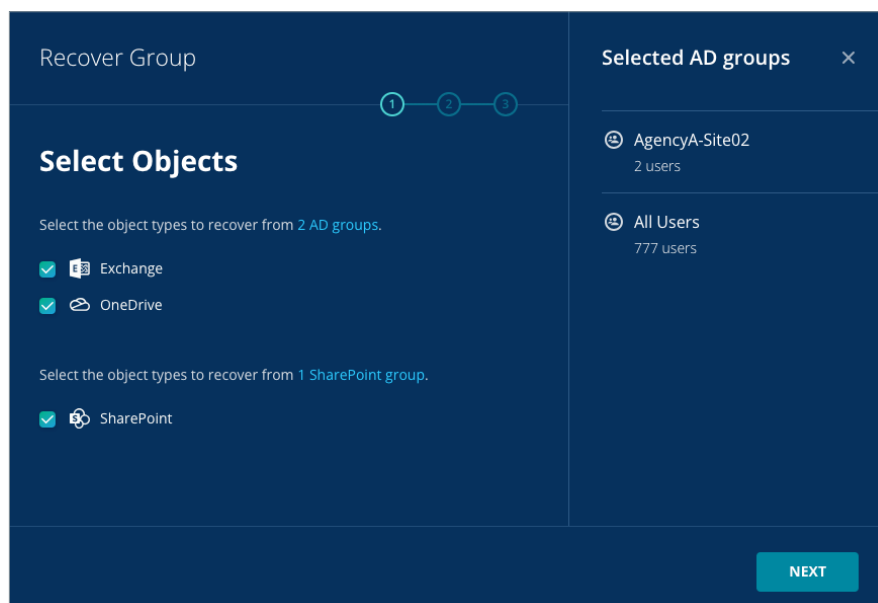 Recover Group
1
2
3
Select Objects
Select the object types to recover from 2 AD groups.
Exchange
OneDrive
Select the object types to recover from 1 SharePoint group.
SharePoint
Selected AD groups
AgencyA-Site02
2 users
All Users
777 users
NEXT